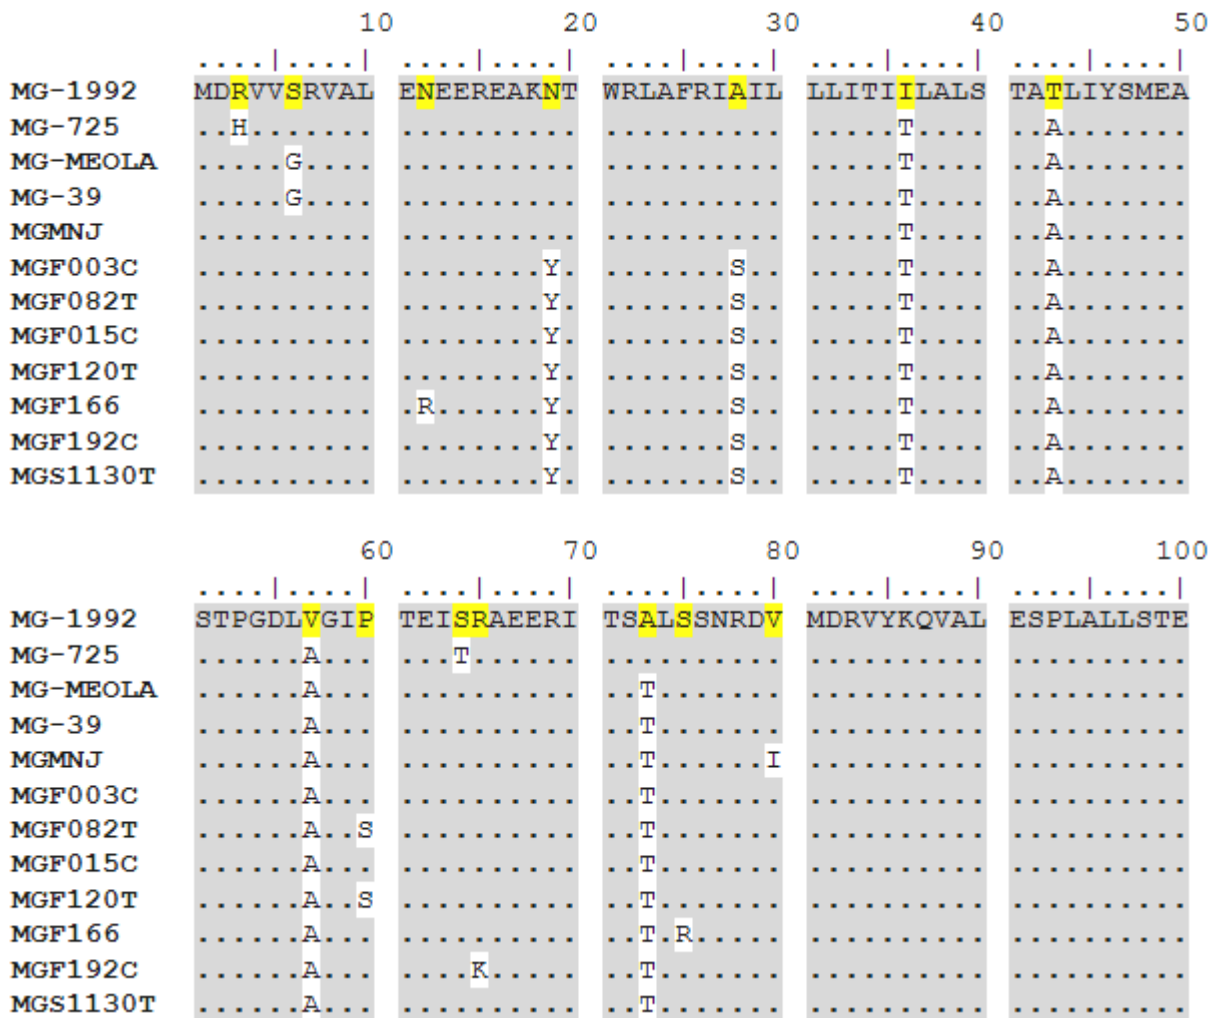 10 20 30 40 50
....|....| ....|....| ....|....| ....|....| ....|....|
MG-1992 MDRVVSRVAL ENEEREAKNT WRLAFRIAIL LLITIILALS TATLIYSMEA
MG-725 ..H....... .......... .......... .....T.... ..A.......
MG-MEOLA .....G.... .......... .......... .....T.... ..A.......
MG-39 .....G.... .......... .......... .....T.... ..A.......
MGMNJ .......... .......... .......... .....T.... ..A.......
MGF003C .......... ........Y. .......S.. .....T.... ..A.......
MGF082T .......... ........Y. .......S.. .....T.... ..A.......
MGF015C .......... ........Y. .......S.. .....T.... ..A.......
MGF120T .......... ........Y. .......S.. .....T.... ..A.......
MGF166 .......... .R......Y. .......S.. .....T.... ..A.......
MGF192C .......... ........Y. .......S.. .....T.... ..A.......
MGS1130T .......... ........Y. .......S.. .....T.... ..A.......
60 70 80 90 100
....|....| ....|....| ....|....| ....|....| ....|....|
MG-1992 STPGDLVGIP TEISRAEERI TSALSSNRDV MDRVYKQVAL ESPLALLSTE
MG-725 ......A... ...T...... .......... .......... ..........
MG-MEOLA ......A... .......... ..T....... .......... ..........
MG-39 ......A... .......... ..T....... .......... ..........
MGMNJ ......A... .......... ..T......I .......... ..........
MGF003C ......A... .......... ..T....... .......... ..........
MGF082T ......A..S .......... ..T....... .......... ..........
MGF015C ......A... .......... ..T....... .......... ..........
MGF120T ......A..S .......... ..T....... .......... ..........
MGF166 ......A... .......... ..T.R..... .......... ..........
MGF192C ......A... ....K..... ..T....... .......... ..........
MGS1130T ......A... .......... ..T....... .......... ..........